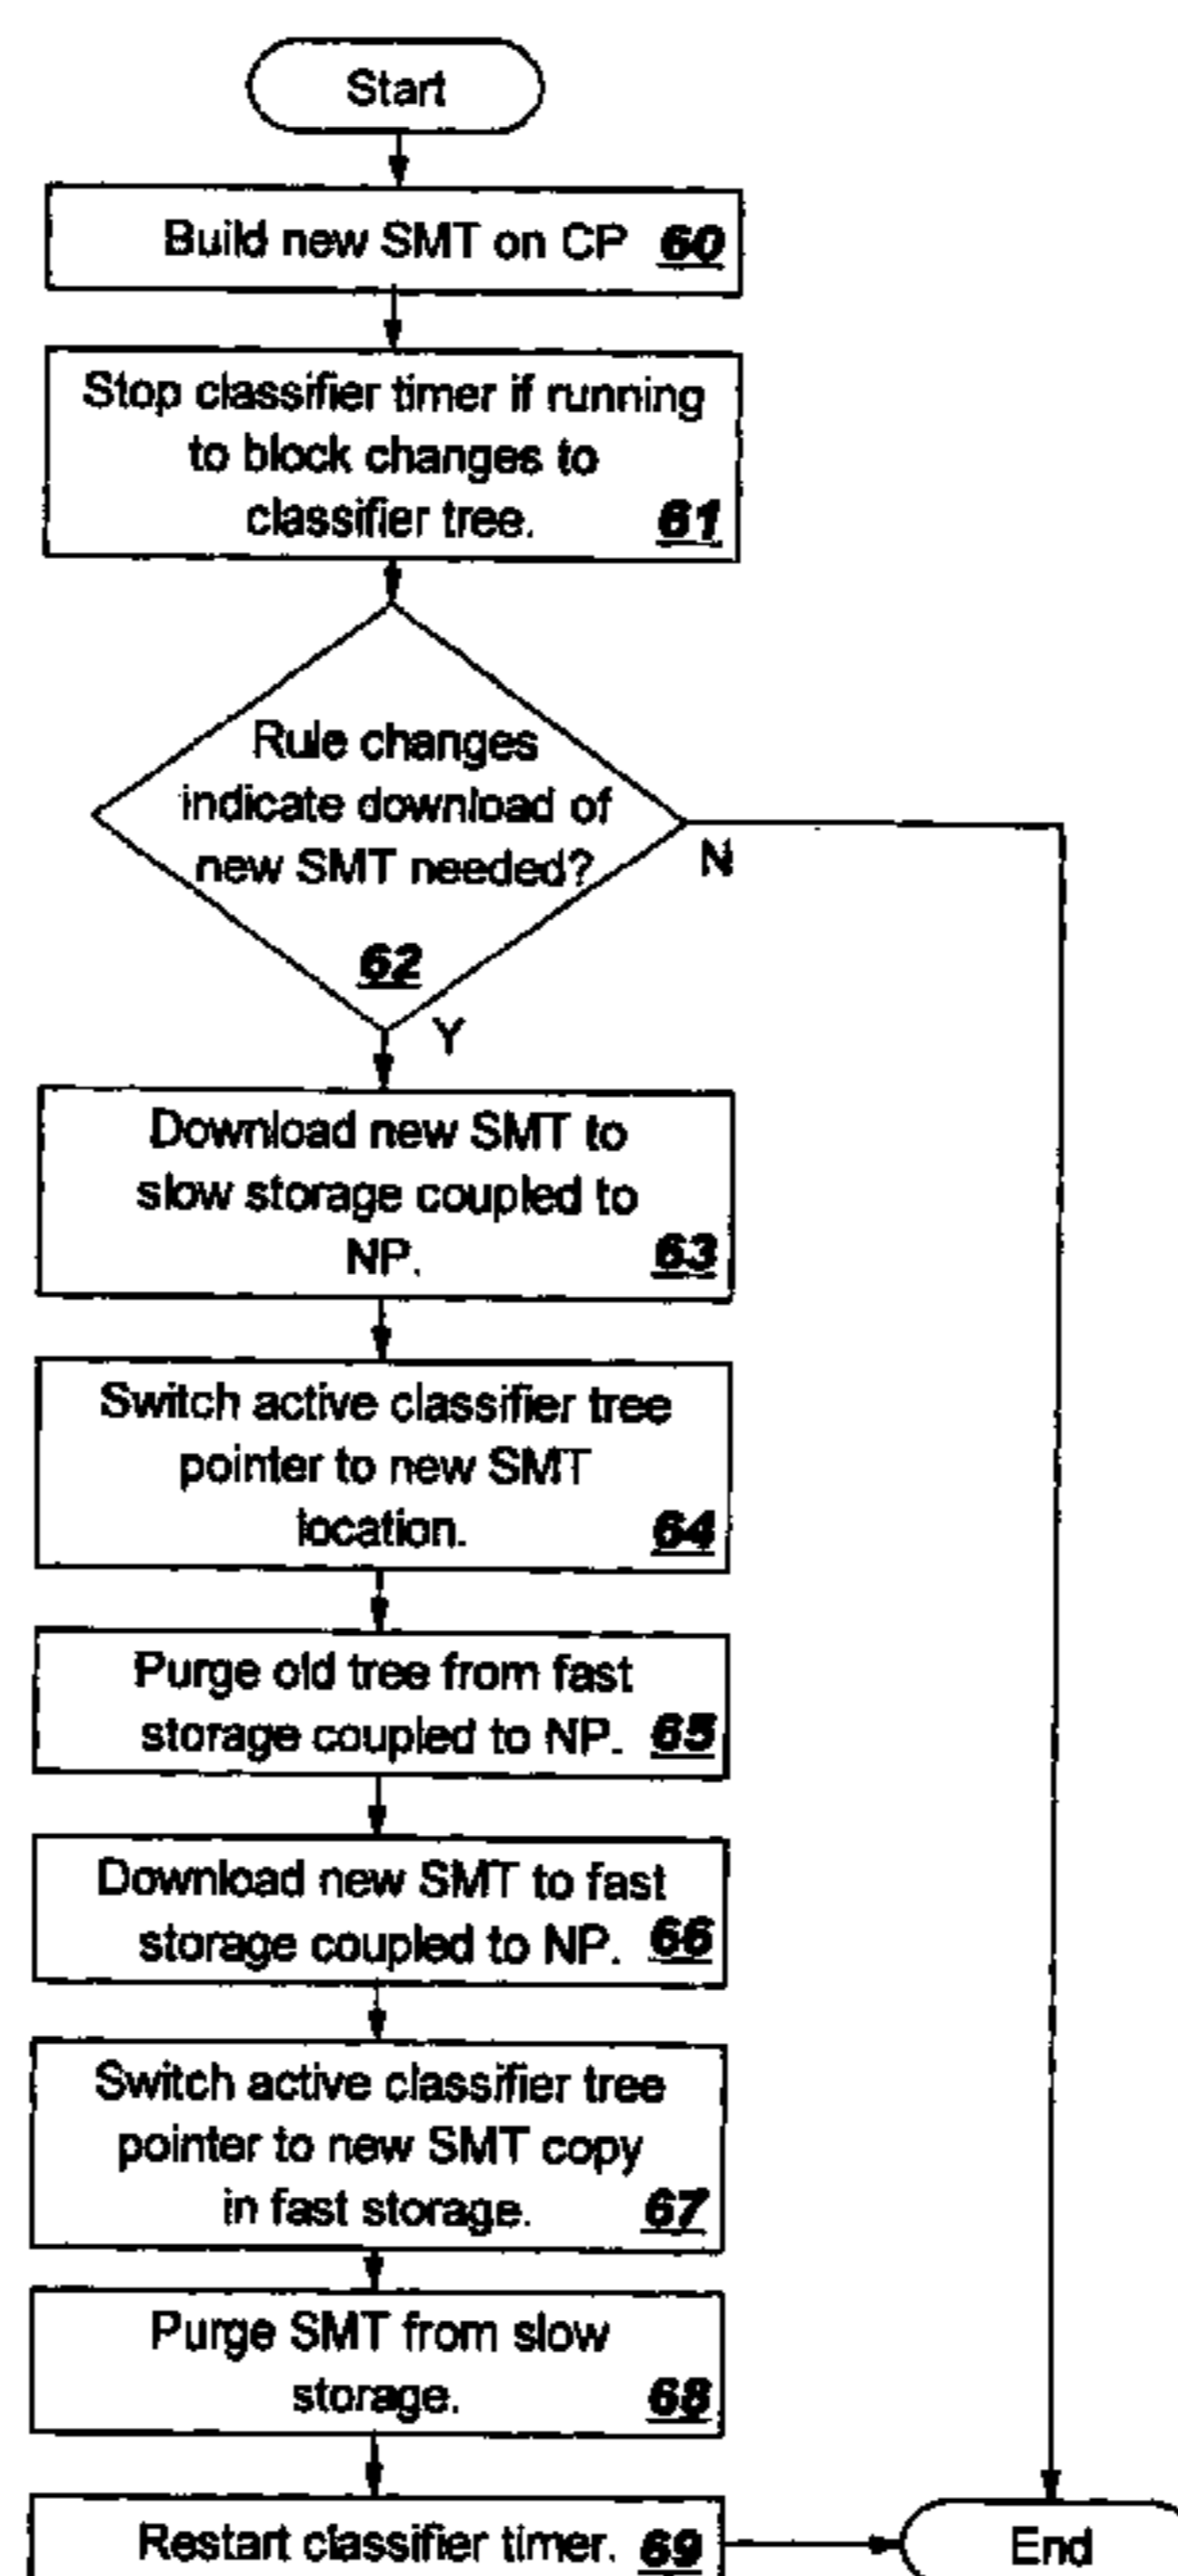 Start
Build new SMT on CP 60
Stop classifier timer if running
to block changes to
classifier tree. 61
Rule changes
indicate download of
new SMT needed?
62
N
Y
Download new SMT to
slow storage coupled to
NP. 63
Switch active classifier tree
pointer to new SMT
location. 64
Purge old tree from fast
storage coupled to NP. 65
Download new SMT to fast
storage coupled to NP. 66
Switch active classifier tree
pointer to new SMT copy
in fast storage. 67
Purge SMT from slow
storage. 68
Restart classifier timer. 69
End